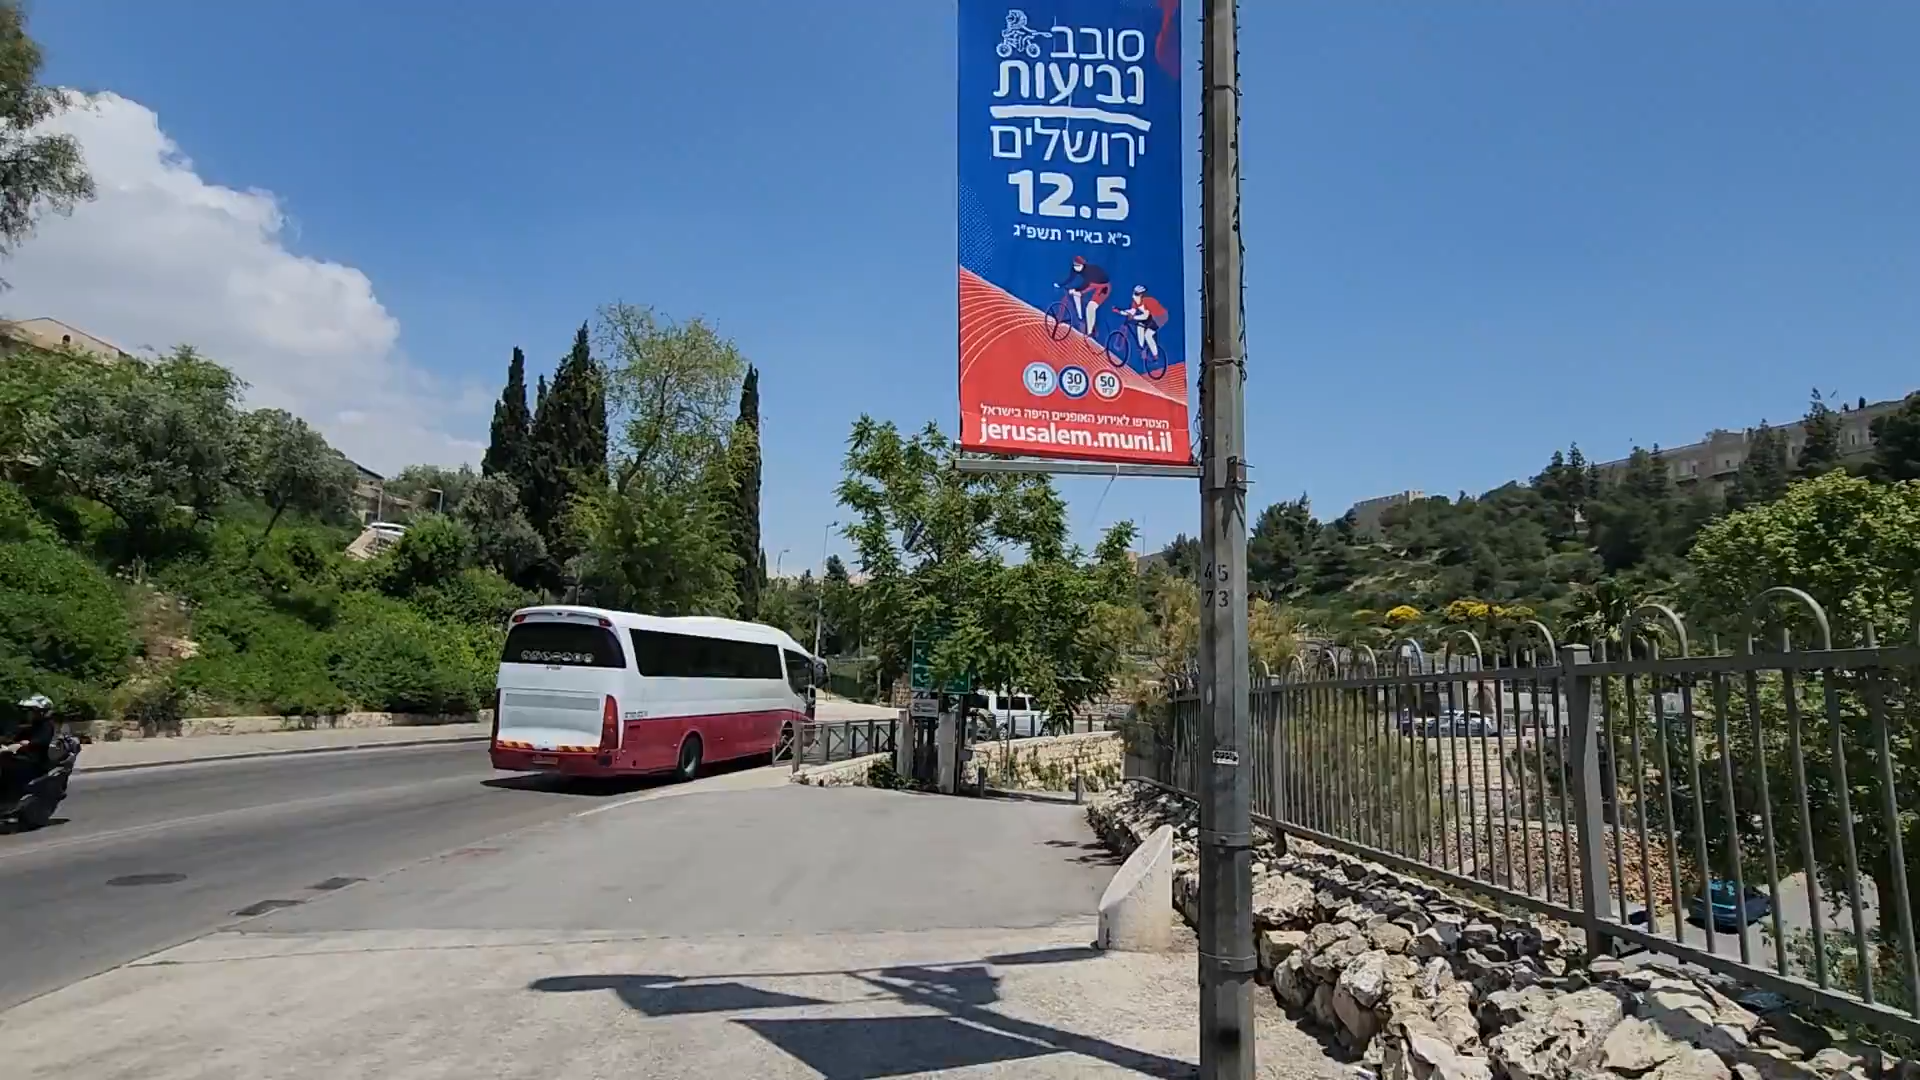 סובב
נביעות
ירושלים
12.5
כ"א באייר תשפ"ג
14
ק"מ
30
ק"מ
50
ק"מ
הצטרפו לאירוע האופניים היפה בישראל
jerusalem.muni.il
45
73